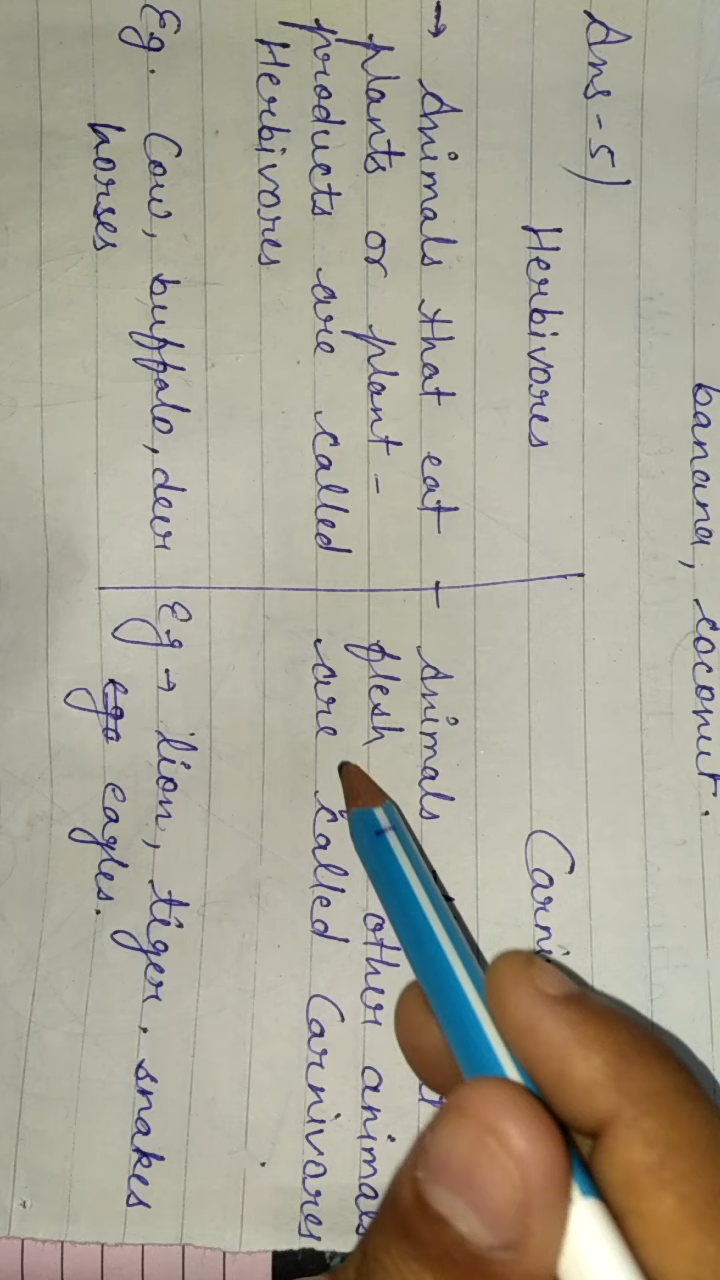 banana, coconut.
Ans-5)
Herbivores
→ Animals that eat
plants or plant-
products are called
Herbivores
Eg. Cow, buffalo, deer
horses
Animals
flesh other animals
are called Carnivores
Eg → Lion, tiger, snakes
eagles.